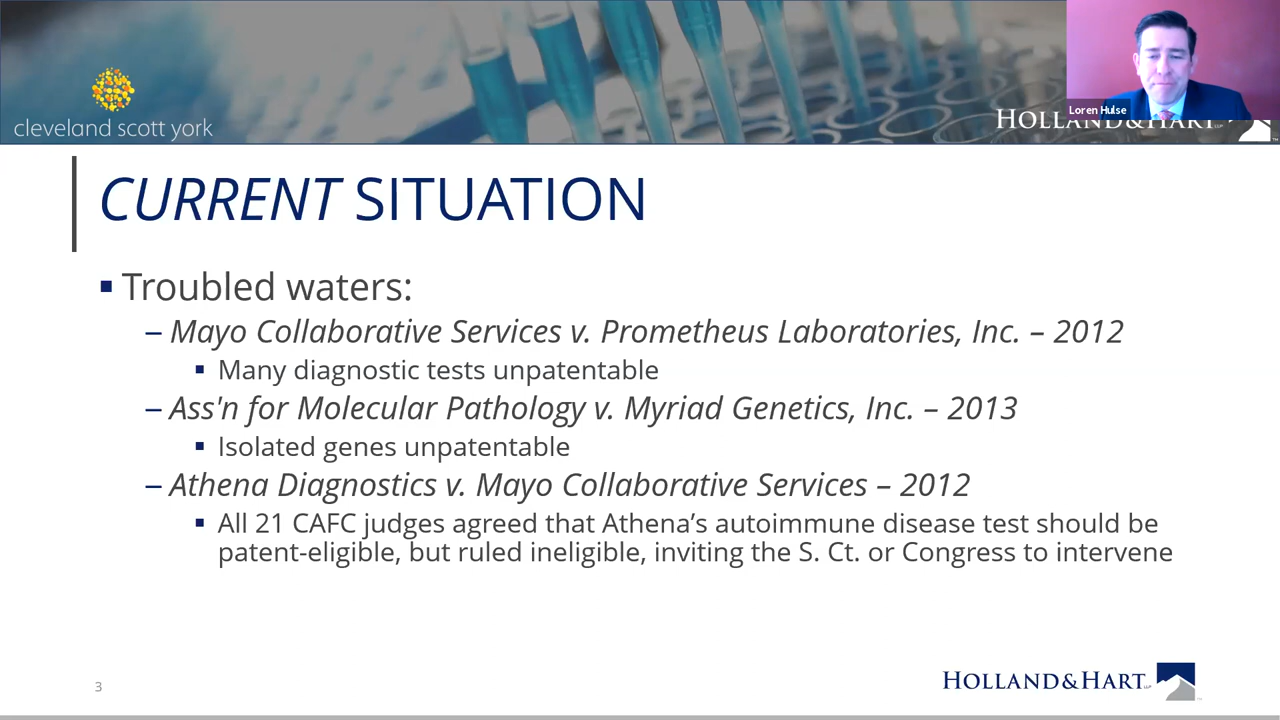 cleveland scott york
HOLLAND&HART
Loren Hulse
CURRENT SITUATION
▪ Troubled waters:
– Mayo Collaborative Services v. Prometheus Laboratories, Inc. – 2012
▪ Many diagnostic tests unpatentable
– Ass'n for Molecular Pathology v. Myriad Genetics, Inc. – 2013
▪ Isolated genes unpatentable
– Athena Diagnostics v. Mayo Collaborative Services – 2012
▪ All 21 CAFC judges agreed that Athena’s autoimmune disease test should be
patent-eligible, but ruled ineligible, inviting the S. Ct. or Congress to intervene
3
HOLLAND&HART